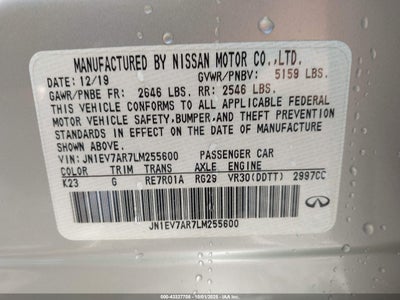 MANUFACTURED BY NISSAN MOTOR CO.,LTD.
DATE: 12/19 GVWR/PNBV: 5159 LBS.
GAWR/PNBE FR: 2646 LBS. RR: 2546 LBS.
THIS VEHICLE CONFORMS TO ALL APPLICABLE FEDERAL
MOTOR VEHICLE SAFETY, BUMPER, AND THEFT PREVENTION
STANDARDS IN EFFECT ON THE DATE OF MANUFACTURE
SHOWN ABOVE.
VIN: JN1EV7AR7LM255600 PASSENGER CAR
COLOR TRIM TRANS AXLE ENGINE
K23 G RE7R01A RG29 VR30(DDTT) 2997CC
JN1EV7AR7LM255600
INFINITI